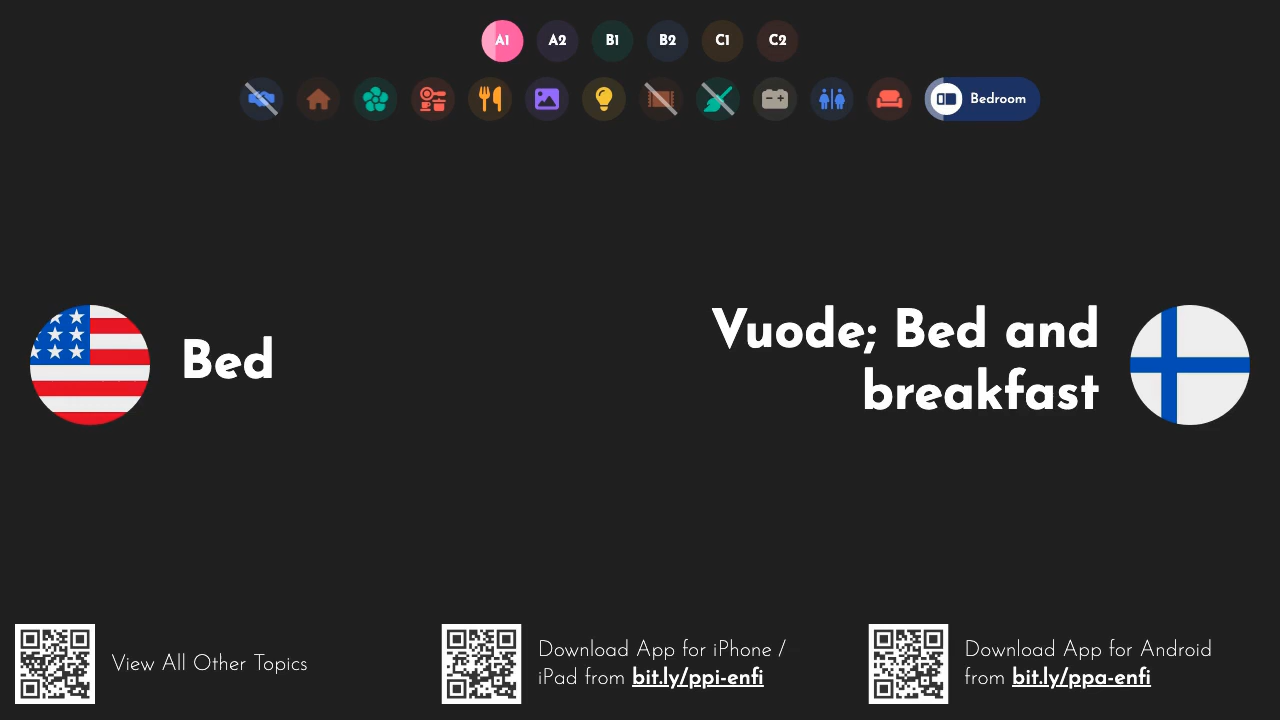 A1 A2 B1 B2 C1 C2
Bedroom
Bed
Vuode; Bed and
breakfast
View All Other Topics
Download App for iPhone /
iPad from bit.ly/ppi-enfi
Download App for Android
from bit.ly/ppa-enfi